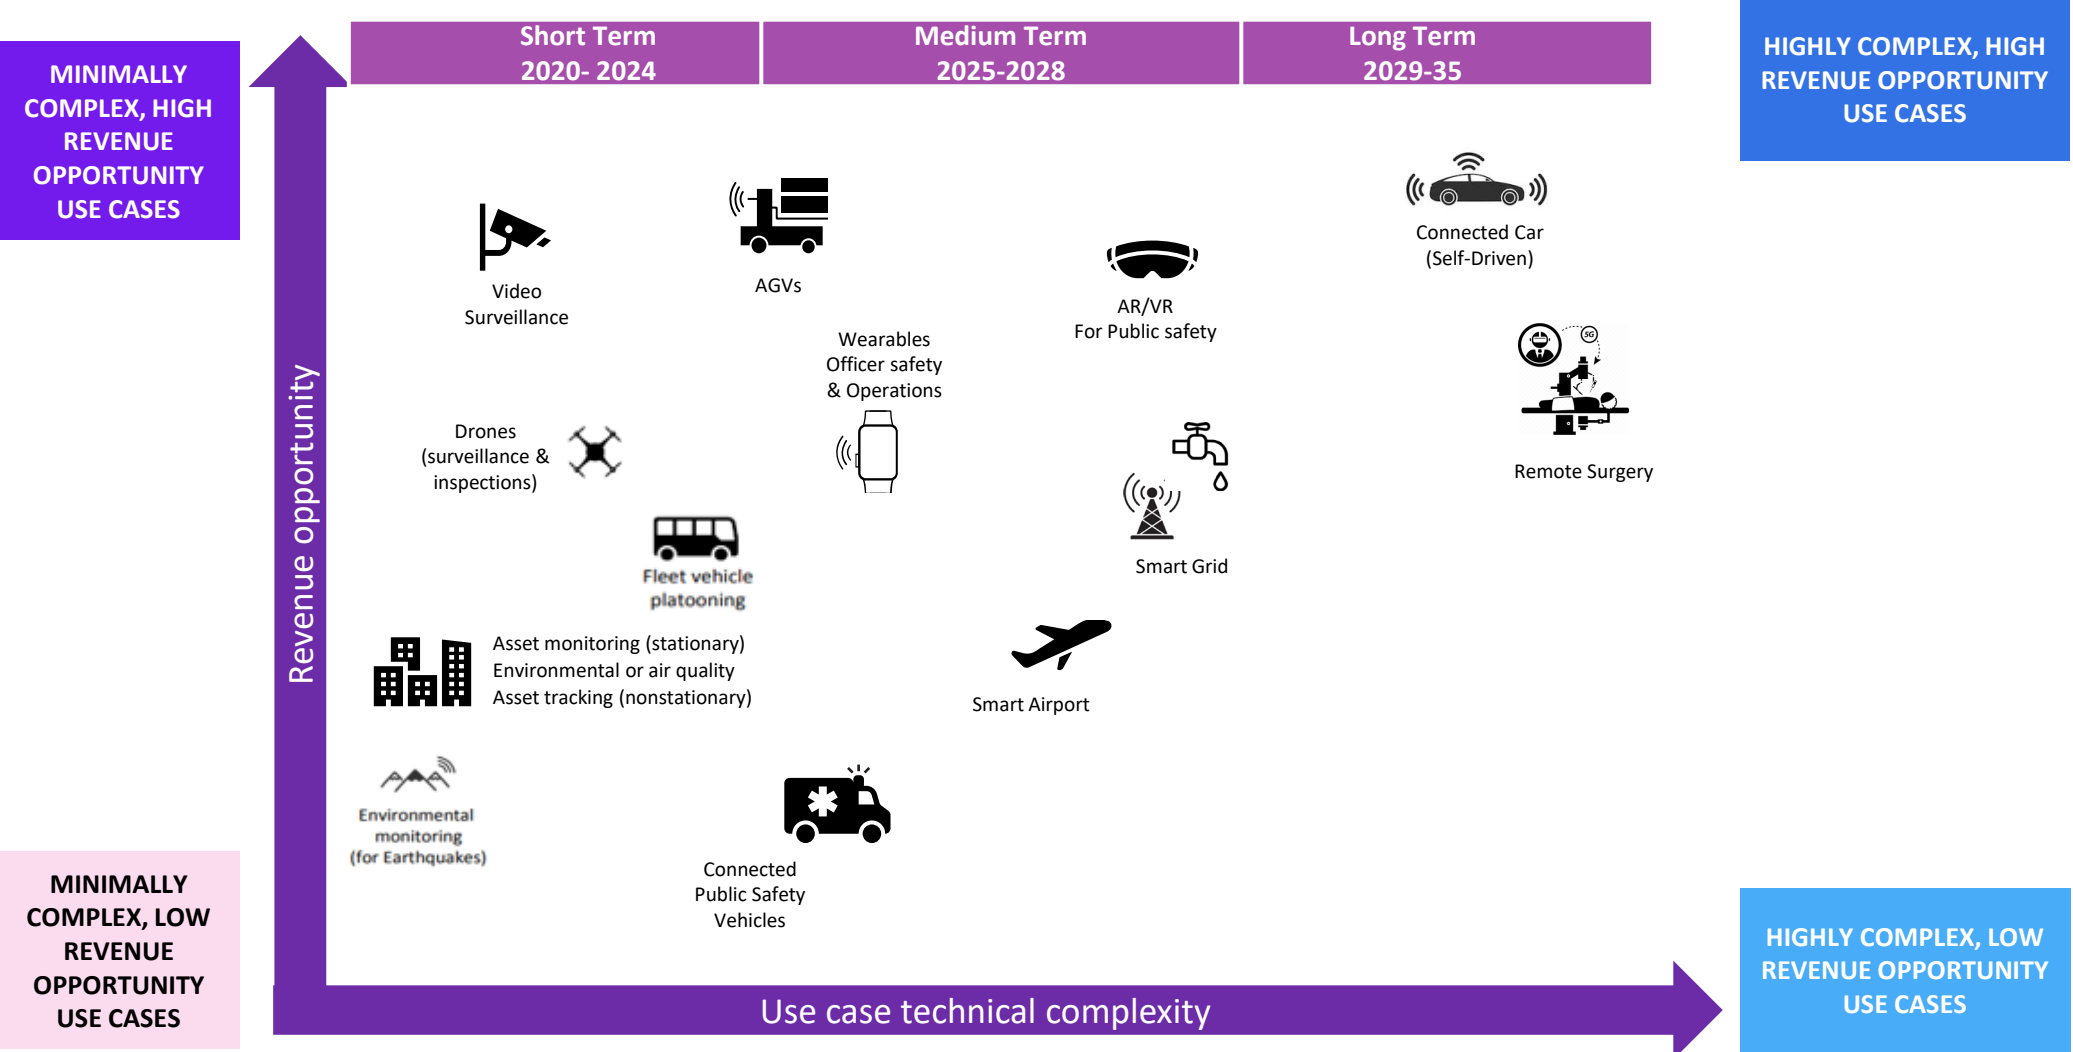 Short Term
2020- 2024
Medium Term
2025-2028
Long Term
2029-35
MINIMALLY
COMPLEX, HIGH
REVENUE
OPPORTUNITY
USE CASES
HIGHLY COMPLEX, HIGH
REVENUE OPPORTUNITY
USE CASES
Revenue opportunity
Video
Surveillance
AGVs
AR/VR
For Public safety
Connected Car
(Self-Driven)
Wearables
Officer safety
& Operations
5G
Remote Surgery
Drones
(surveillance &
inspections)
Fleet vehicle
platooning
Smart Grid
Asset monitoring (stationary)
Environmental or air quality
Asset tracking (nonstationary)
Smart Airport
Environmental
monitoring
(for Earthquakes)
Connected
Public Safety
Vehicles
MINIMALLY
COMPLEX, LOW
REVENUE
OPPORTUNITY
USE CASES
HIGHLY COMPLEX, LOW
REVENUE OPPORTUNITY
USE CASES
Use case technical complexity